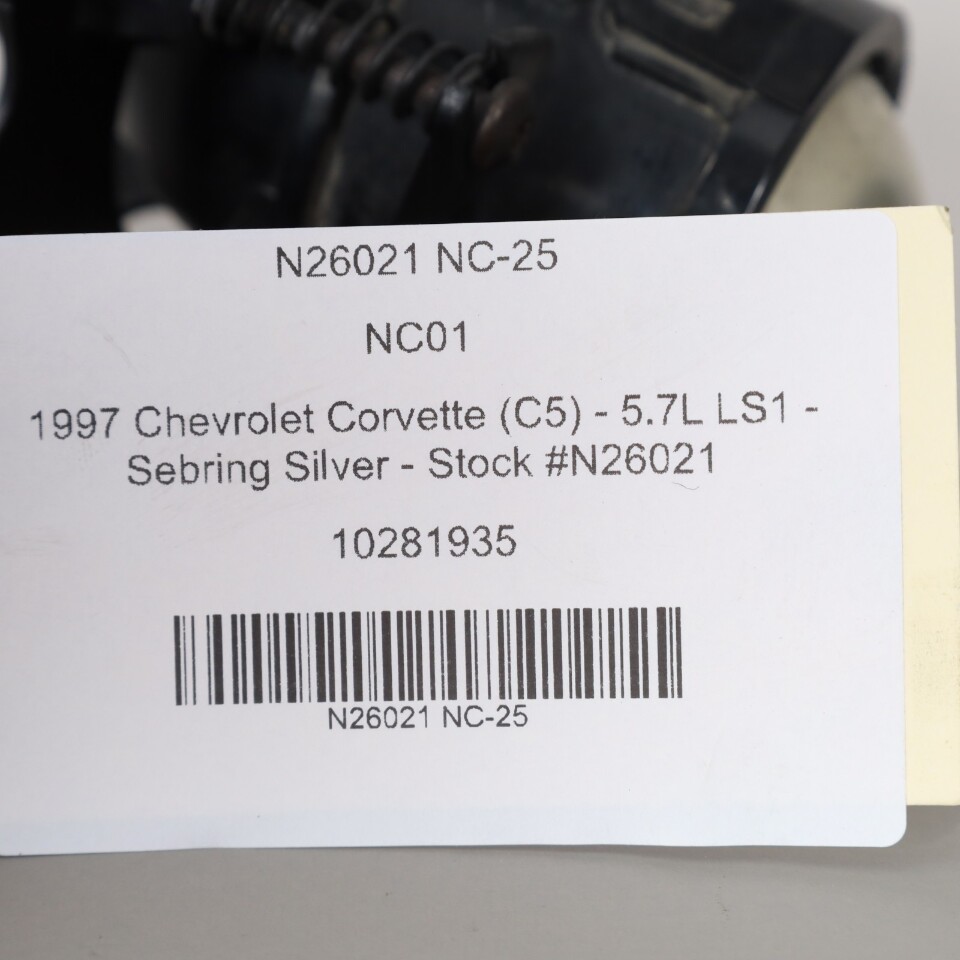 N26021 NC-25
NC01
1997 Chevrolet Corvette (C5) - 5.7L LS1 -
Sebring Silver - Stock #N26021
10281935
N26021 NC-25